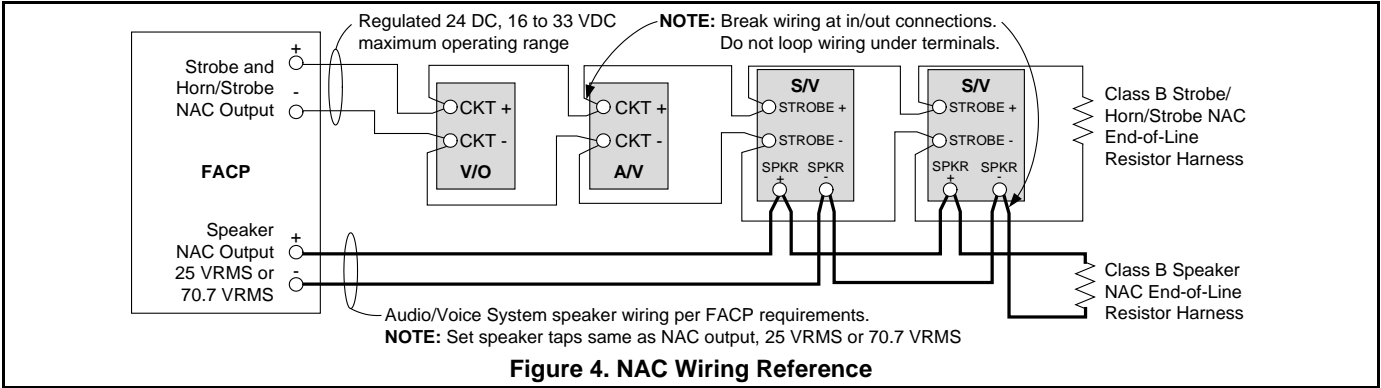 Regulated 24 DC, 16 to 33 VDC
maximum operating range
NOTE: Break wiring at in/out connections.
Do not loop wiring under terminals.
Strobe and
Horn/Strobe
NAC Output
+
-
FACP
CKT +
CKT -
V/O
CKT +
CKT -
A/V
S/V
STROBE +
STROBE -
SPKR SPKR
+ -
S/V
STROBE +
STROBE -
SPKR SPKR
+ -
Class B Strobe/
Horn/Strobe NAC
End-of-Line
Resistor Harness
Speaker
NAC Output
25 VRMS or
70.7 VRMS
+
-
Class B Speaker
NAC End-of-Line
Resistor Harness
Audio/Voice System speaker wiring per FACP requirements.
NOTE: Set speaker taps same as NAC output, 25 VRMS or 70.7 VRMS
Figure 4. NAC Wiring Reference